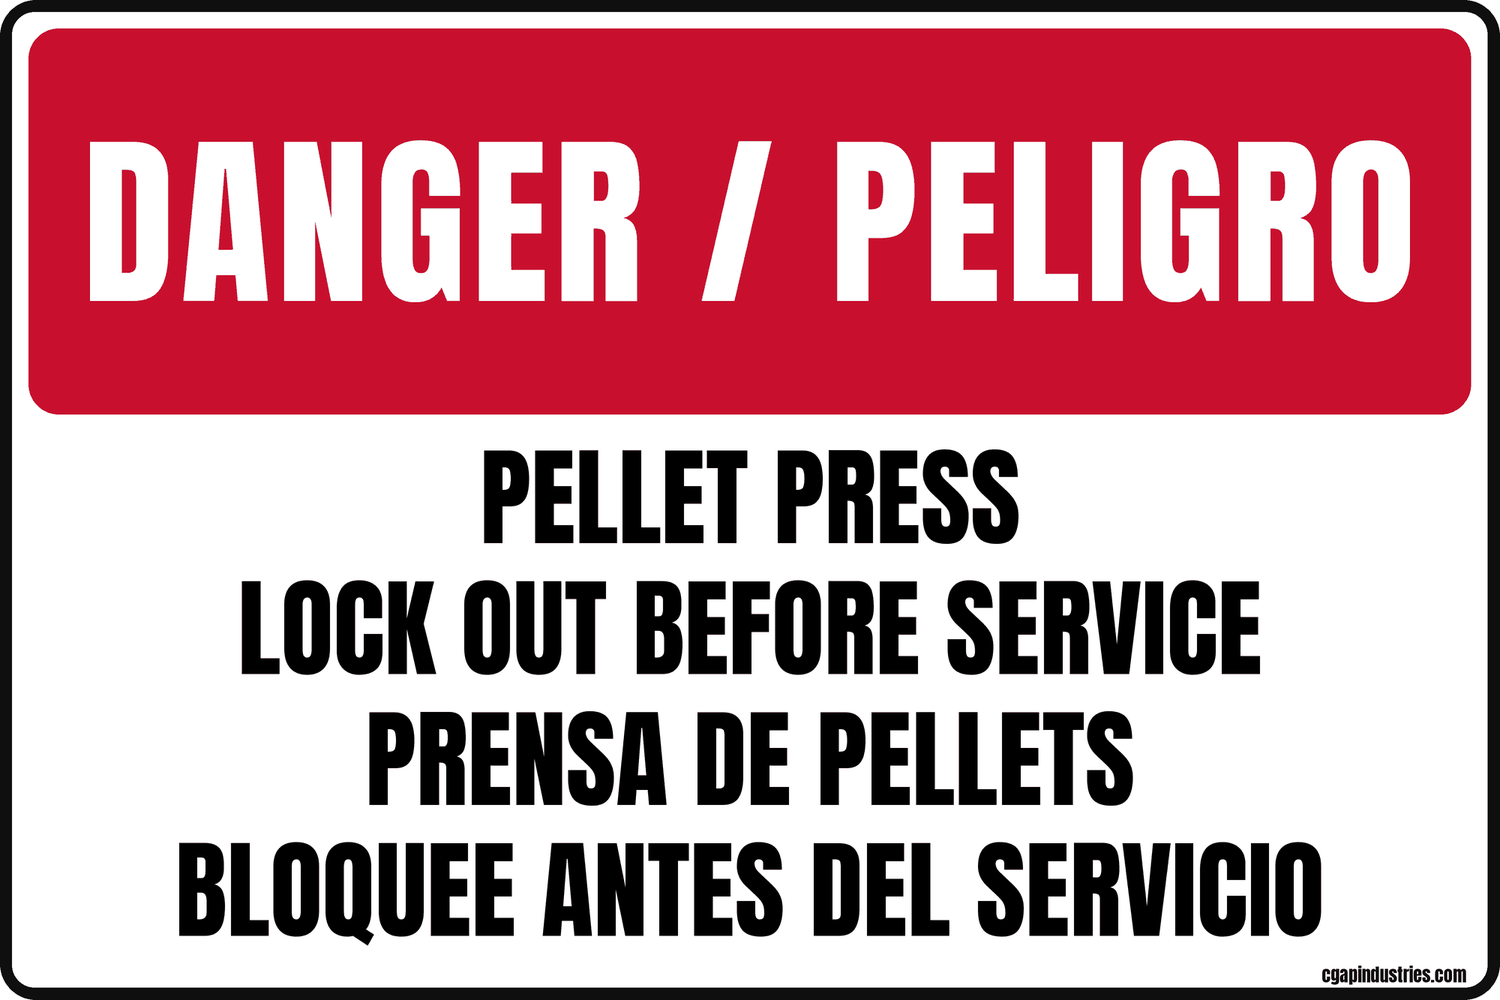 DANGER / PELIGRO
PELLET PRESS
LOCK OUT BEFORE SERVICE
PRENSA DE PELLETS
BLOQUEE ANTES DEL SERVICIO
cgapindustries.com